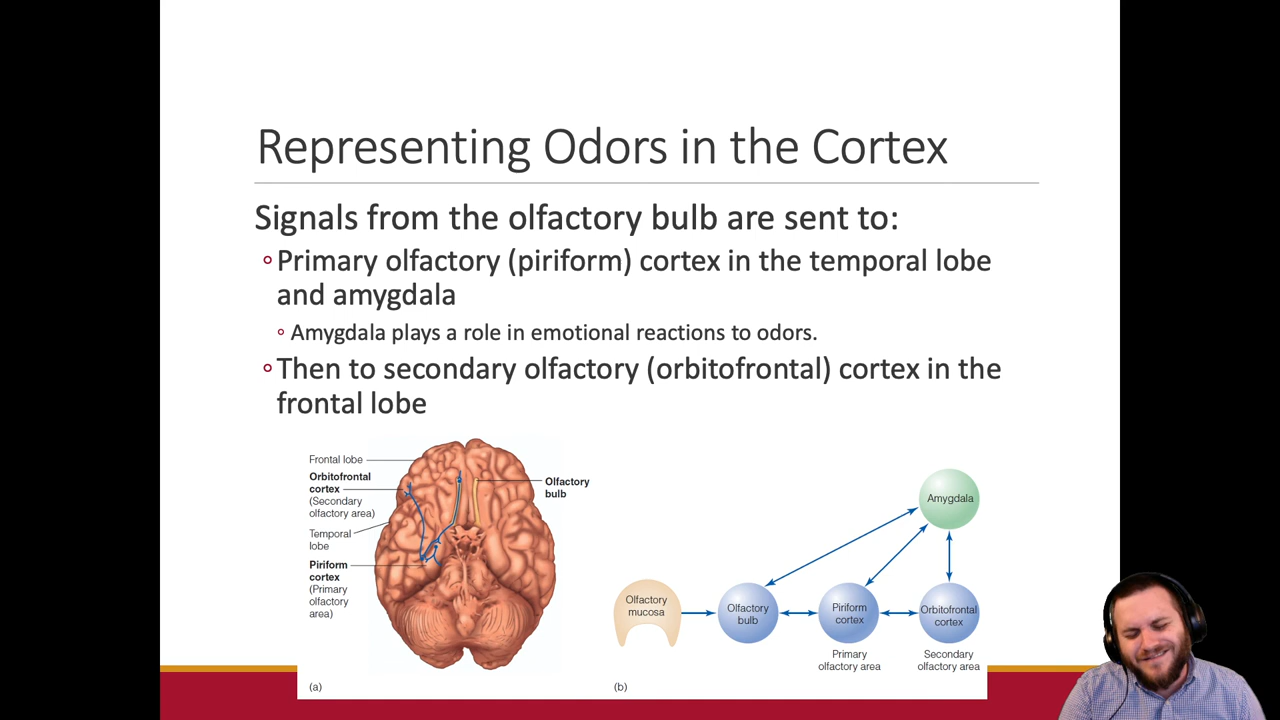 Representing Odors in the Cortex
Signals from the olfactory bulb are sent to:
Primary olfactory (piriform) cortex in the temporal lobe
and amygdala
Amygdala plays a role in emotional reactions to odors.
Then to secondary olfactory (orbitofrontal) cortex in the
frontal lobe
Frontal lobe
Orbitofrontal
cortex
(Secondary
olfactory area)
Temporal
lobe
Piriform
cortex
(Primary
olfactory
area)
Olfactory
bulb
(a)
Amygdala
Olfactory
mucosa
Olfactory
bulb
Piriform
cortex
Orbitofrontal
cortex
Primary
olfactory area
Secondary
olfactory area
(b)